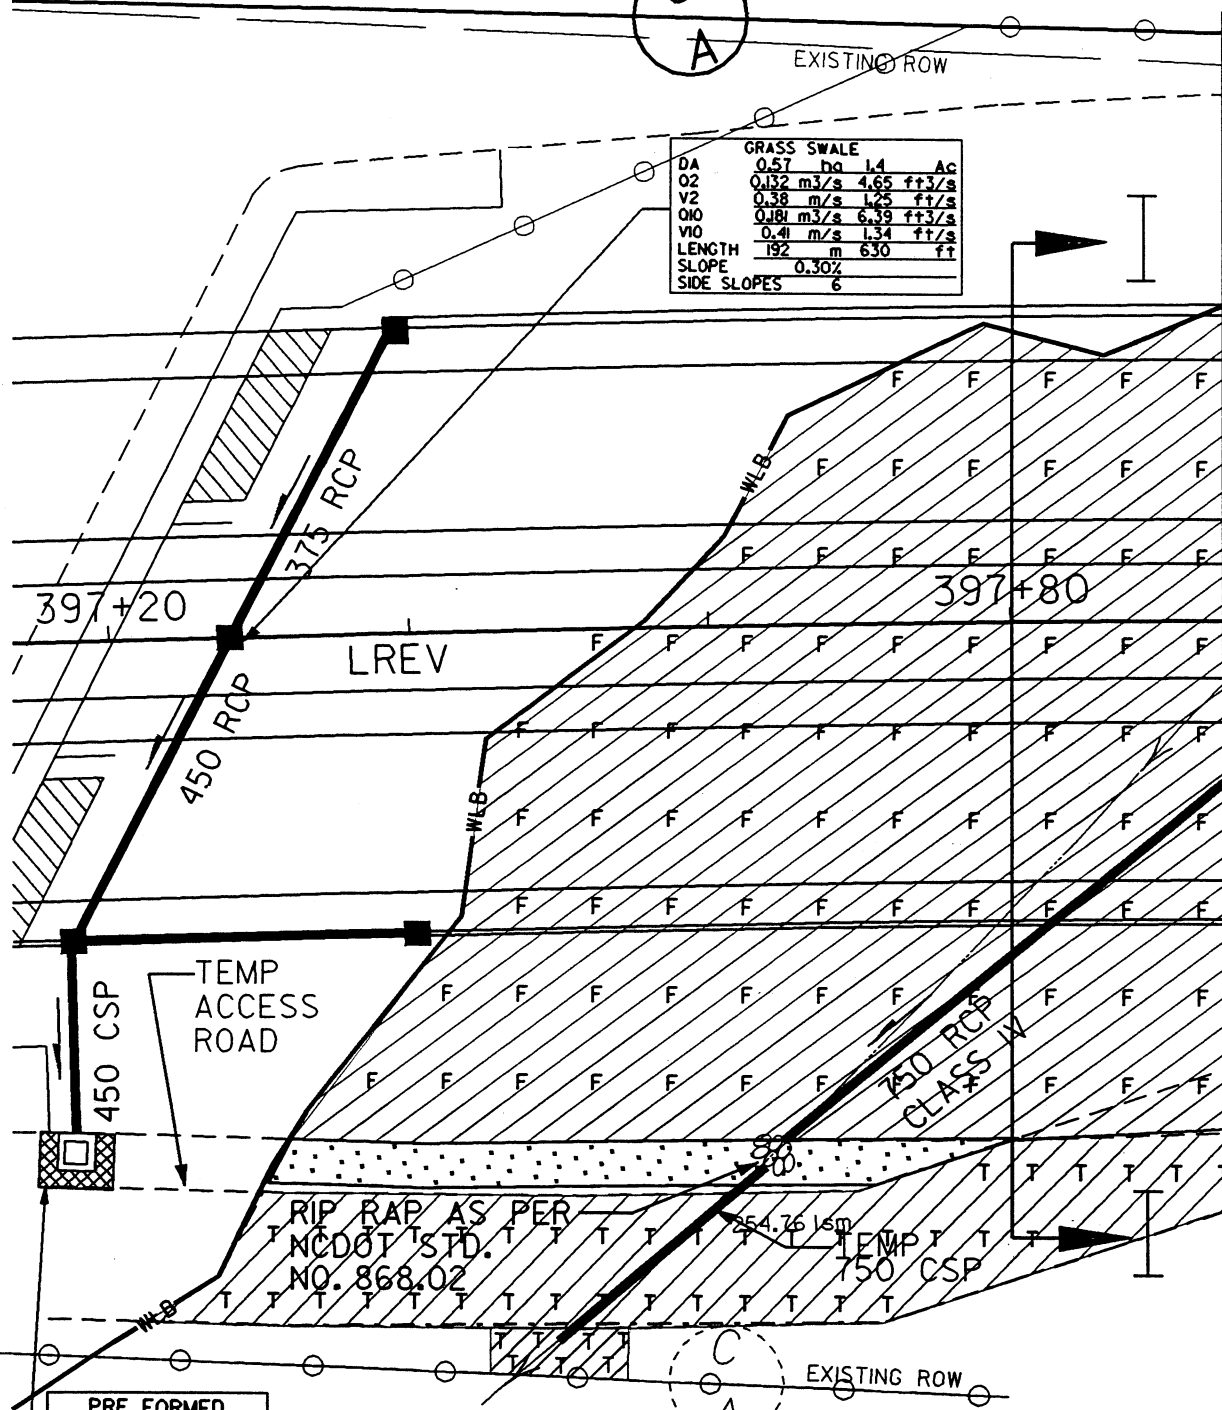 A
EXISTING ROW
GRASS SWALE
DA 0.57 ha 1.4 Ac
Q2 0.132 m3/s 4.65 ft3/s
V2 0.38 m/s 1.25 ft/s
Q10 0.181 m3/s 6.39 ft3/s
V10 0.41 m/s 1.34 ft/s
LENGTH 192 m 630 ft
SLOPE 0.30%
SIDE SLOPES 6
I
F F F F F
WLB
F F F F F F
375 RCP
F F F F F F F
397+20
397+80
F F F F F F F F F
LREV
450 RCP
F F F F F F F F F F
WLB
F F F F F F F F F F
F F F F F F F F F F
TEMP
ACCESS
ROAD
450 CSP
F F F F F F F F F F F
750 RCP
CLASS IV
F F F F F F F F F F F F
T T T T T T
RIP RAP AS PER
NCDOT STD.
NO. 868.02
254.76 lsm
TEMP
750 CSP
I
T T T T T T T T T T T T T T T
T T T T T T T T T T T T T T T
WLB
T T T T
T T T
C
A
EXISTING ROW
PRE FORMED